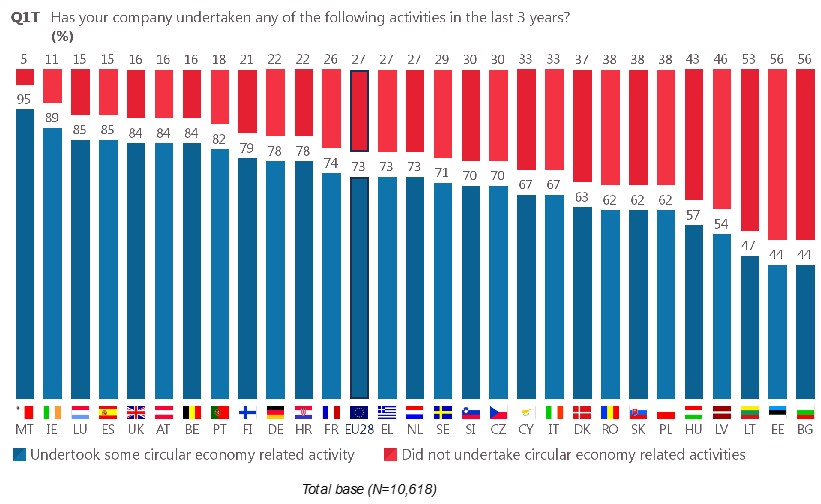 Q1T Has your company undertaken any of the following activities in the last 3 years?
(%)
5 11 15 15 16 16 16 18 21 22 22 26 27 27 27 29 30 30 33 33 37 38 38 38 43 46 53 56 56
95 89 85 85 84 84 84 82 79 78 78 74 73 73 73 71 70 70 67 67 63 62 62 62 57 54 47 44 44
MT IE LU ES UK AT BE PT FI DE HR FR EU28 EL NL SE SI CZ CY IT DK RO SK PL HU LV LT EE BG
Undertook some circular economy related activity Did not undertake circular economy related activities
Total base (N=10,618)